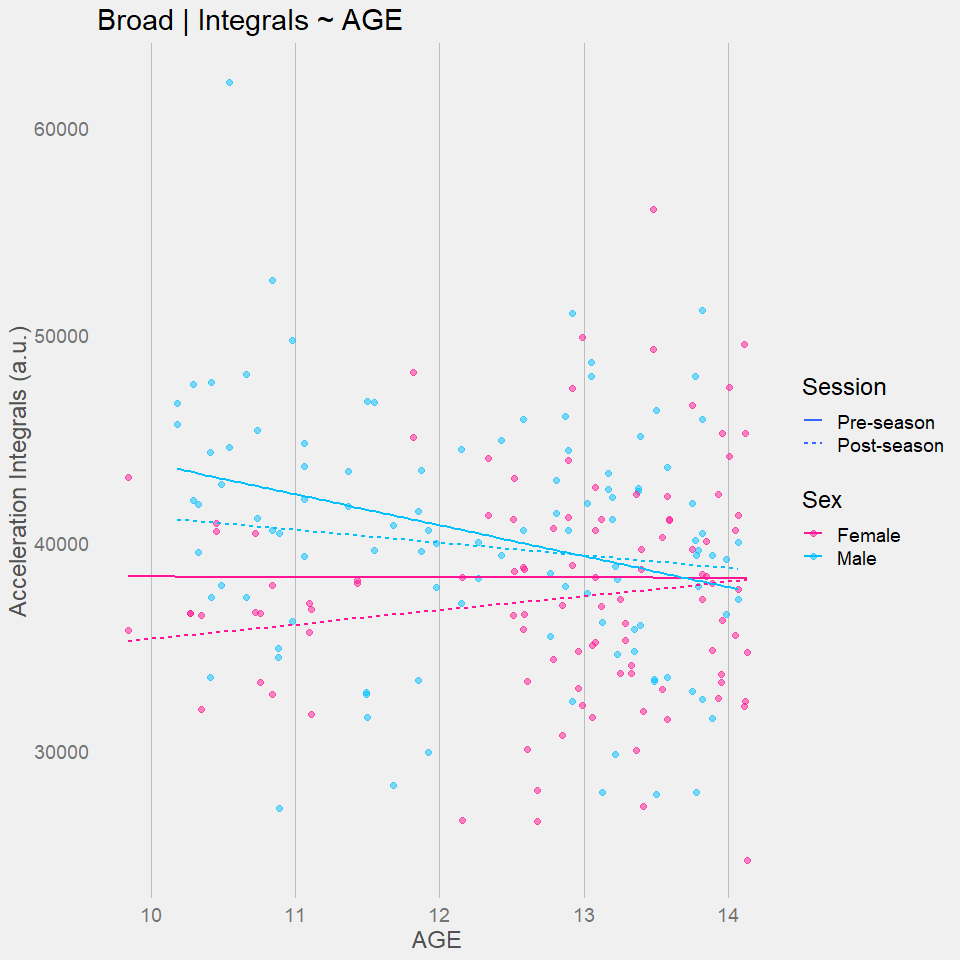 Broad | Integrals ~ AGE
Acceleration Integrals (a.u.)
60000
50000
40000
30000
10 11 12 13 14
AGE
Session
Pre-season
Post-season
Sex
Female
Male